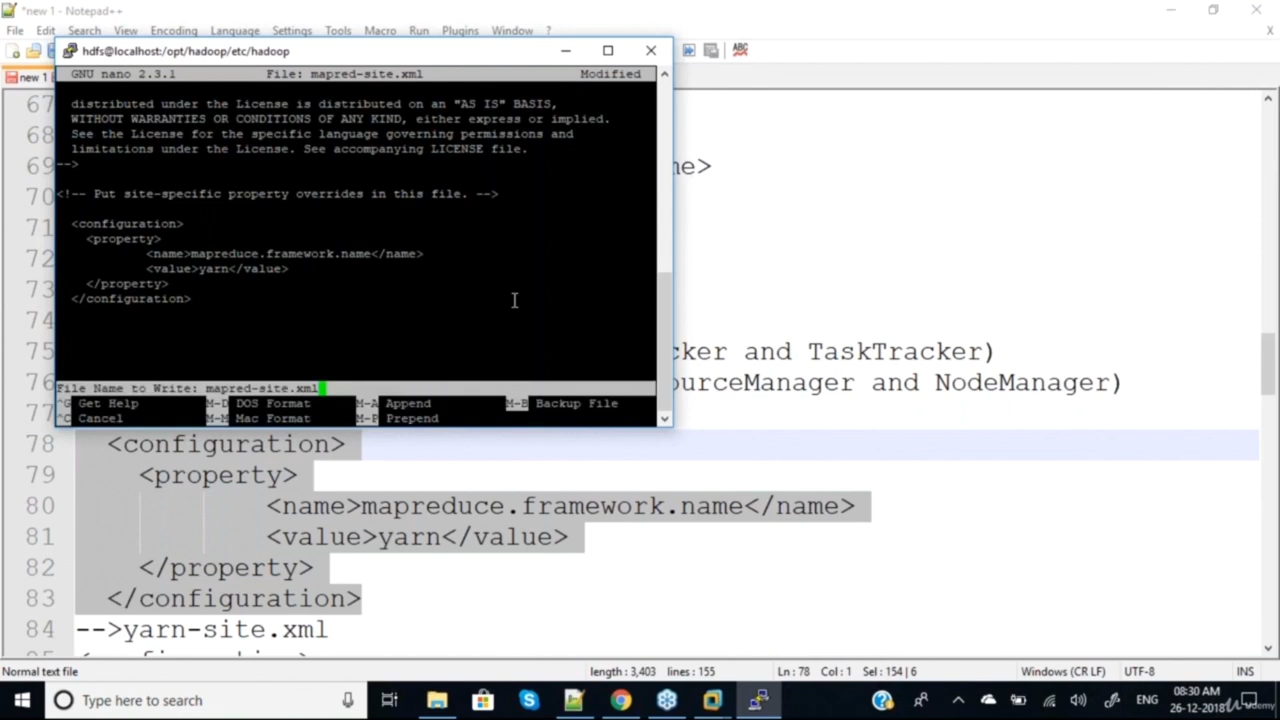 *new 1 - Notepad++
File Edit Search View Encoding Language Settings Tools Macro Run Plugins Window ?
X
new 1
ABC
hdfs@localhost:/opt/hadoop/etc/hadoop
GNU nano 2.3.1 File: mapred-site.xml Modified
distributed under the License is distributed on an "AS IS" BASIS,
WITHOUT WARRANTIES OR CONDITIONS OF ANY KIND, either express or implied.
See the License for the specific language governing permissions and
limitations under the License. See accompanying LICENSE file.
-->
<!-- Put site-specific property overrides in this file. -->
<configuration>
<property>
<name>mapreduce.framework.name</name>
<value>yarn</value>
</property>
</configuration>
File Name to Write: mapred-site.xml
^G Get Help M-D DOS Format M-A Append M-B Backup File
^C Cancel M-M Mac Format M-P Prepend
67
68
69 me>
70
71
72
73
74
75 cker and TaskTracker)
76 ourceManager and NodeManager)
77
78 <configuration>
79 <property>
80 <name>mapreduce.framework.name</name>
81 <value>yarn</value>
82 </property>
83 </configuration>
84 -->yarn-site.xml
Normal text file length : 3,403 lines : 155 Ln : 78 Col : 1 Sel : 154 | 6 Windows (CR LF) UTF-8 INS
Type here to search
ENG
08:30 AM
26-12-2018
Udemy